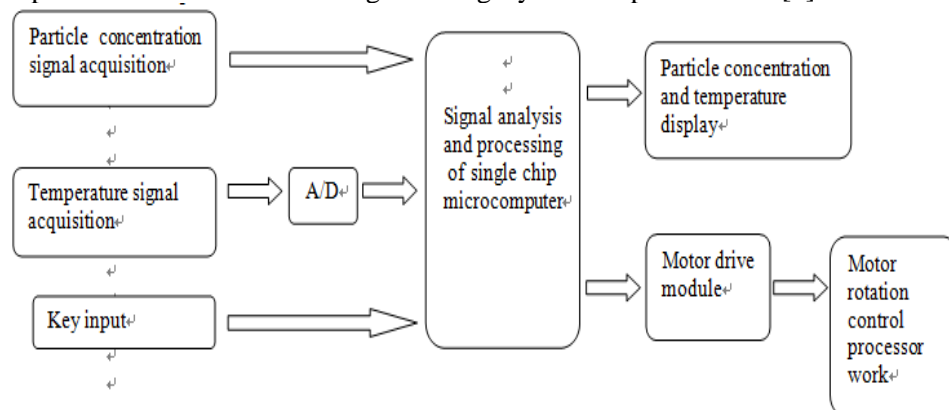 Particle concentration
signal acquisition
Temperature signal
acquisition
Key input
A/D
Signal analysis
and processing
of single chip
microcomputer
Particle concentration
and temperature
display
Motor drive
module
Motor
rotation
control
processor
work